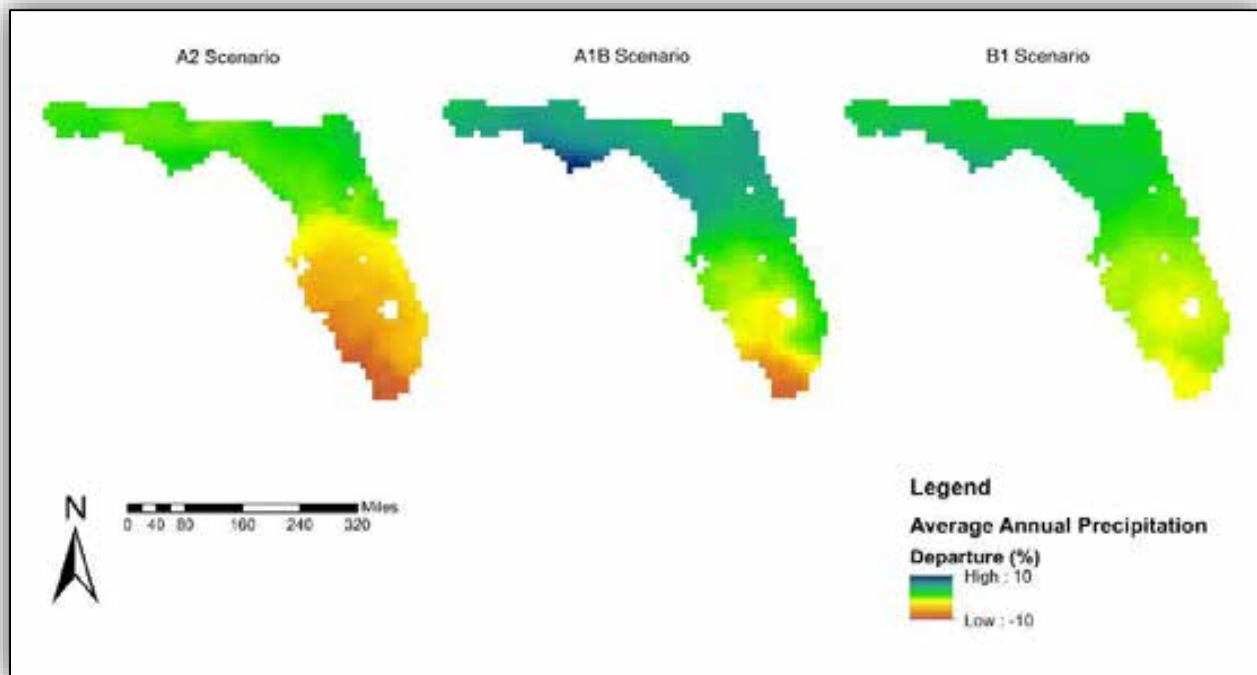 A2 Scenario
A1B Scenario
B1 Scenario
N
Miles
0 40 80 160 240 320
Legend
Average Annual Precipitation
Departure (%)
High : 10
Low : -10